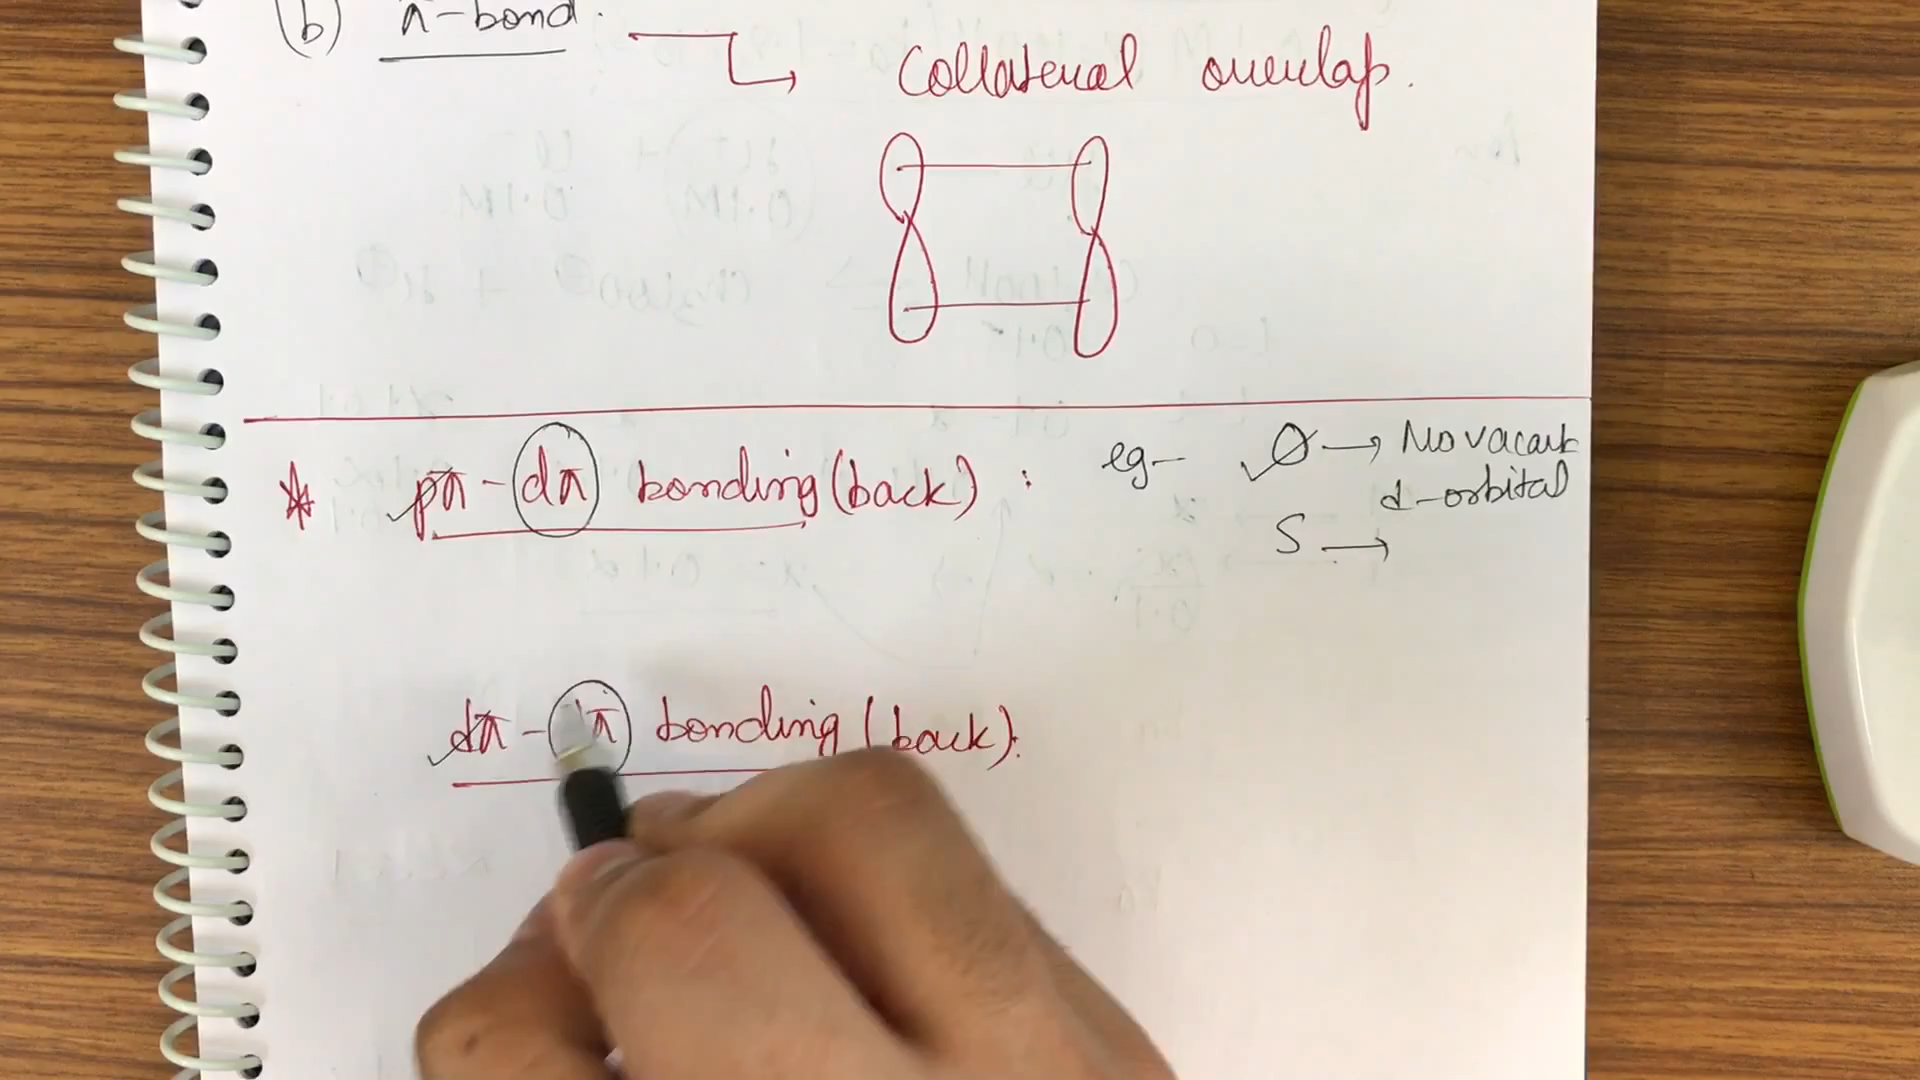 (b) π-bond.
Collateral overlap.
* pπ - dπ bonding (back) : eg- O → No vacant
d-orbital
S →
dπ - dπ bonding (back).